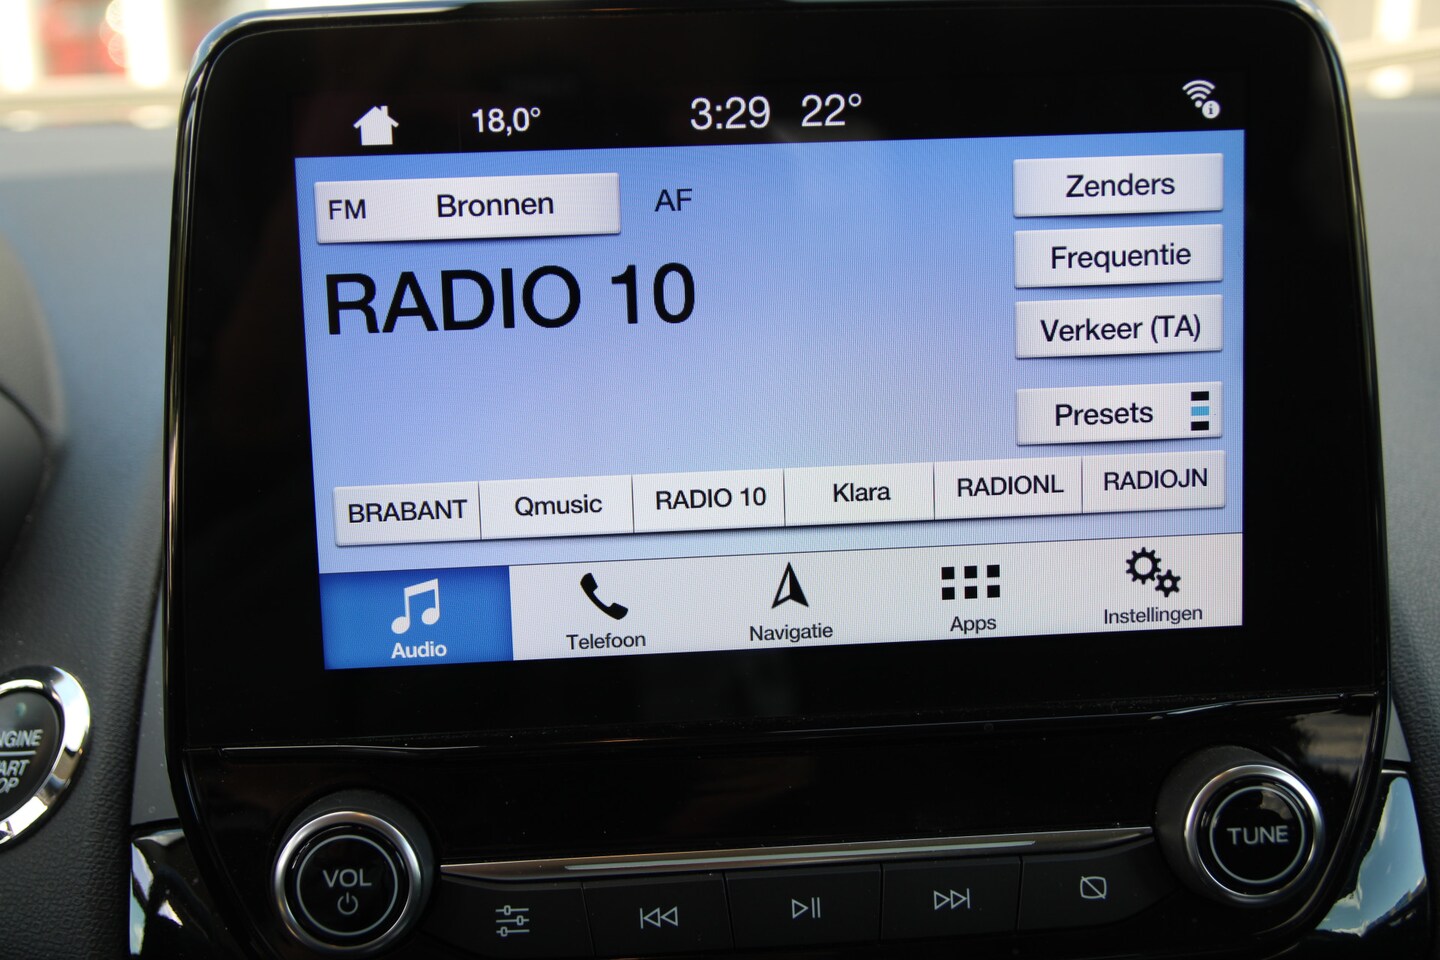 18,0° 3:29 22°
FM Bronnen AF Zenders
RADIO 10
Frequentie
Verkeer (TA)
Presets
BRABANT Qmusic RADIO 10 Klara RADIONL RADIOJN
Audio Telefoon Navigatie Apps Instellingen
VOL
TUNE